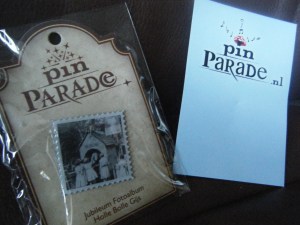 pin
PARADE
Jubileum Fotoalbum
Holle Bolle Gijs
pin
PARADE.nl